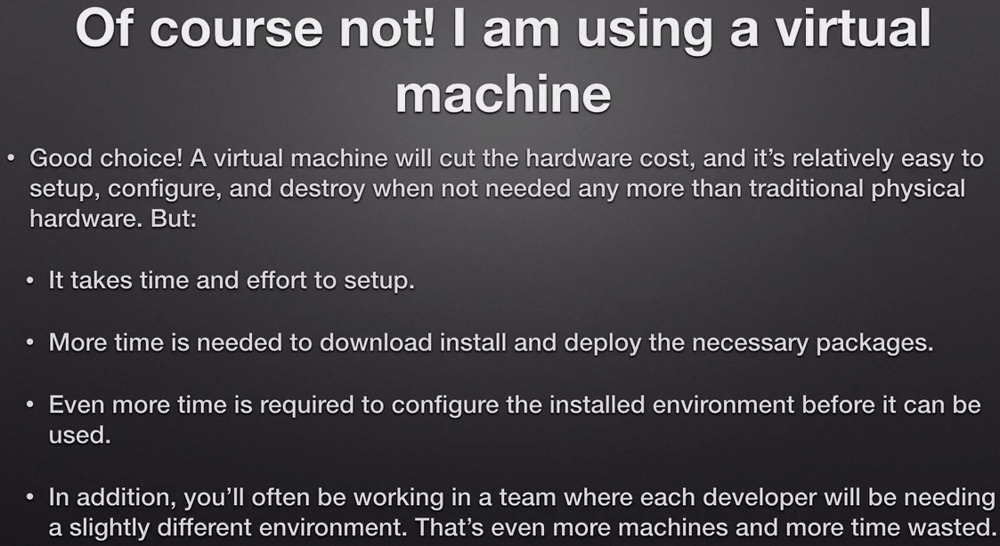 Of course not! I am using a virtual
machine
• Good choice! A virtual machine will cut the hardware cost, and it’s relatively easy to
setup, configure, and destroy when not needed any more than traditional physical
hardware. But:
• It takes time and effort to setup.
• More time is needed to download install and deploy the necessary packages.
• Even more time is required to configure the installed environment before it can be
used.
• In addition, you’ll often be working in a team where each developer will be needing
a slightly different environment. That’s even more machines and more time wasted.